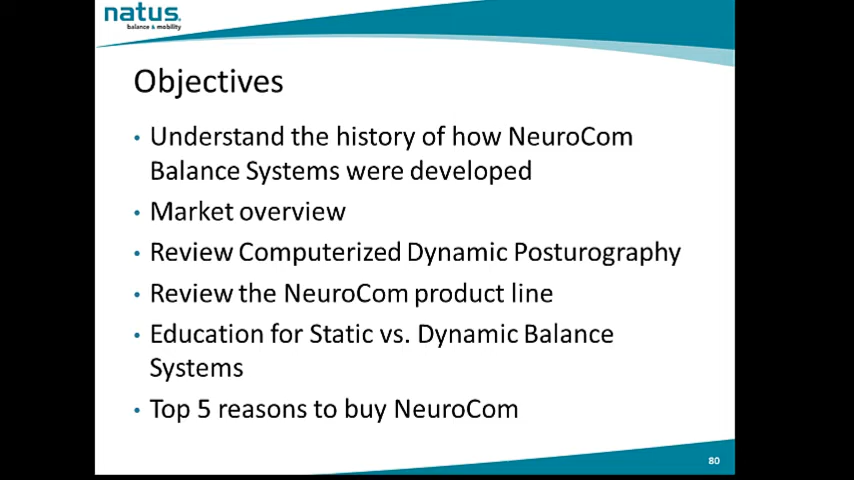 natus.
balance & mobility
Objectives
• Understand the history of how NeuroCom
Balance Systems were developed
• Market overview
• Review Computerized Dynamic Posturography
• Review the NeuroCom product line
• Education for Static vs. Dynamic Balance
Systems
• Top 5 reasons to buy NeuroCom
80